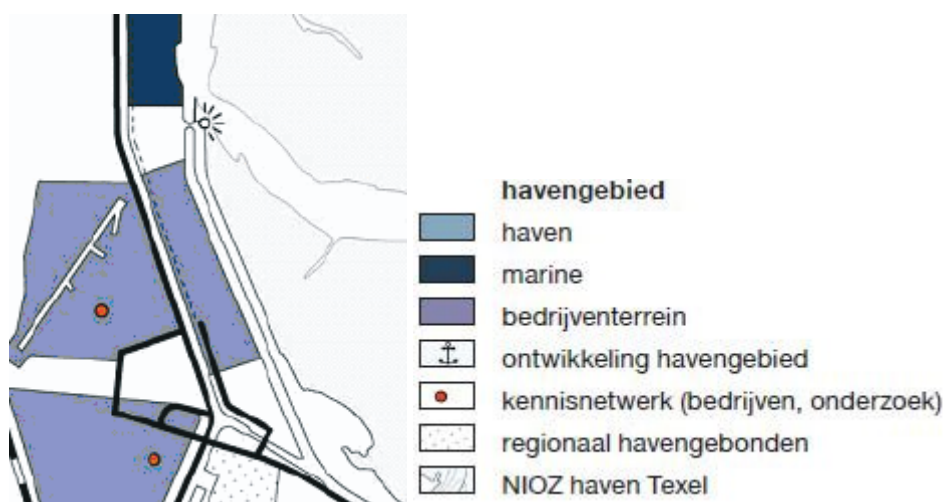 havengebied
haven
marine
bedrijventerrein
ontwikkeling havengebied
kennisnetwerk (bedrijven, onderzoek)
regionaal havengebonden
NIOZ haven Texel